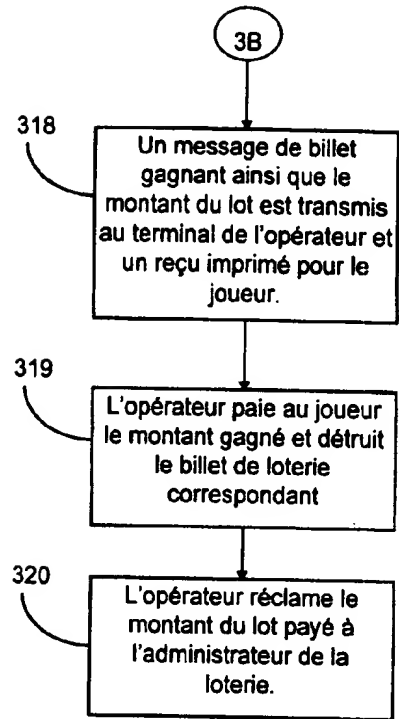 3B
318
Un message de billet
gagnant ainsi que le
montant du lot est transmis
au terminal de l'opérateur et
un reçu imprimé pour le
joueur.
319
L'opérateur paie au joueur
le montant gagné et détruit
le billet de loterie
correspondant
320
L'opérateur réclame le
montant du lot payé à
l'administrateur de la
loterie.